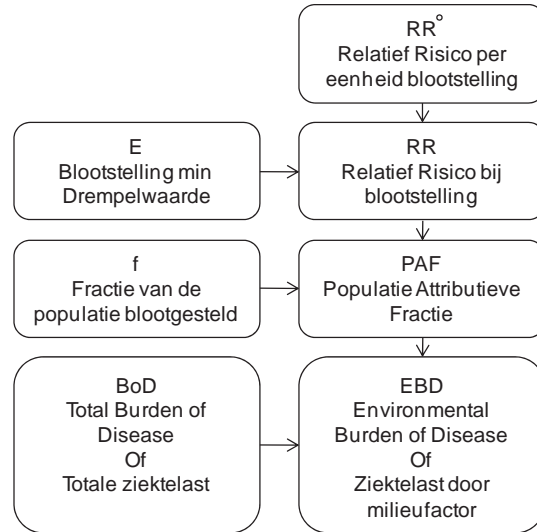 RR°
Relatief Risico per
eenheid blootstelling
E
Blootstelling min
Drempelwaarde
RR
Relatief Risico bij
blootstelling
f
Fractie van de
populatie blootgesteld
PAF
Populatie Attributieve
Fractie
BoD
Total Burden of
Disease
Of
Totale ziektelast
EBD
Environmental
Burden of Disease
Of
Ziektelast door
milieufactor